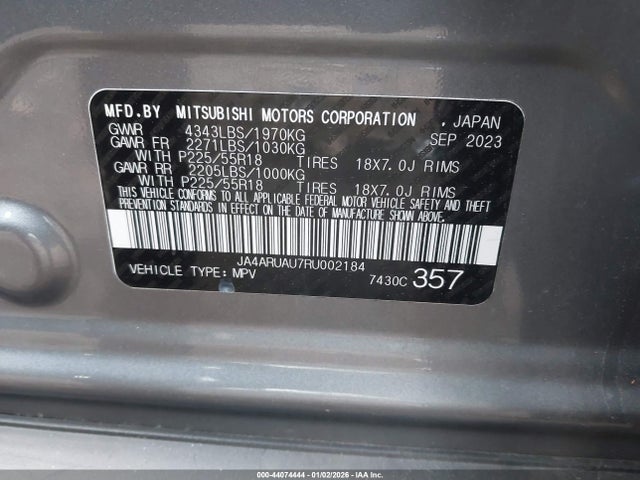 MFD.BY MITSUBISHI MOTORS CORPORATION . JAPAN
GWVR 4343LBS/1970KG SEP 2023
GAWR FR 2271LBS/1030KG
WITH P225/55R18 TIRES 18X7.0J RIMS
GAWR RR 2205LBS/1000KG
WITH P225/55R18 TIRES 18X7.0J RIMS
THIS VEHICLE CONFORMS TO ALL APPLICABLE FEDERAL MOTOR VEHICLE SAFETY AND THEFT
PREVENTION STANDARDS IN EFFECT ON THE DATE OF MANUFACTURE SHOWN ABOVE.
JA4ARUAU7RU002184
VEHICLE TYPE: MPV 7430C 357
000-44074444 | 01/02/2026 - IAA Inc.